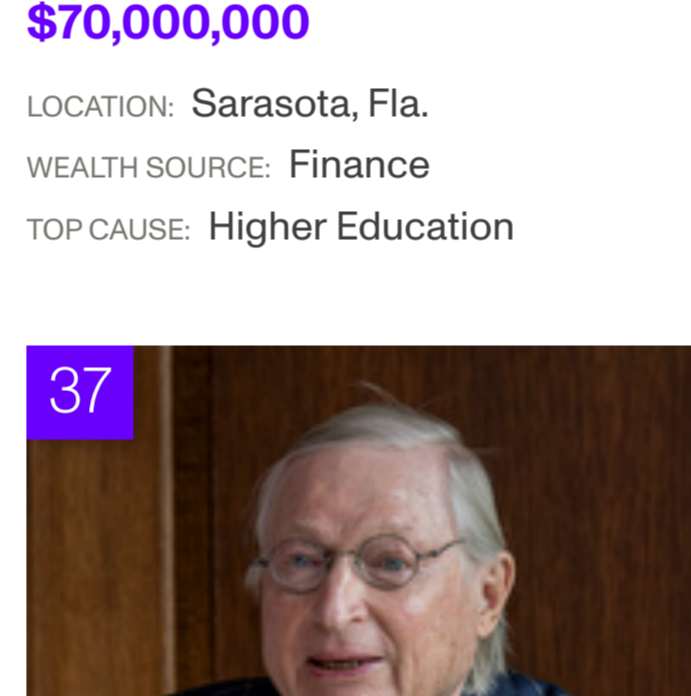 $70,000,000
LOCATION: Sarasota, Fla.
WEALTH SOURCE: Finance
TOP CAUSE: Higher Education
37